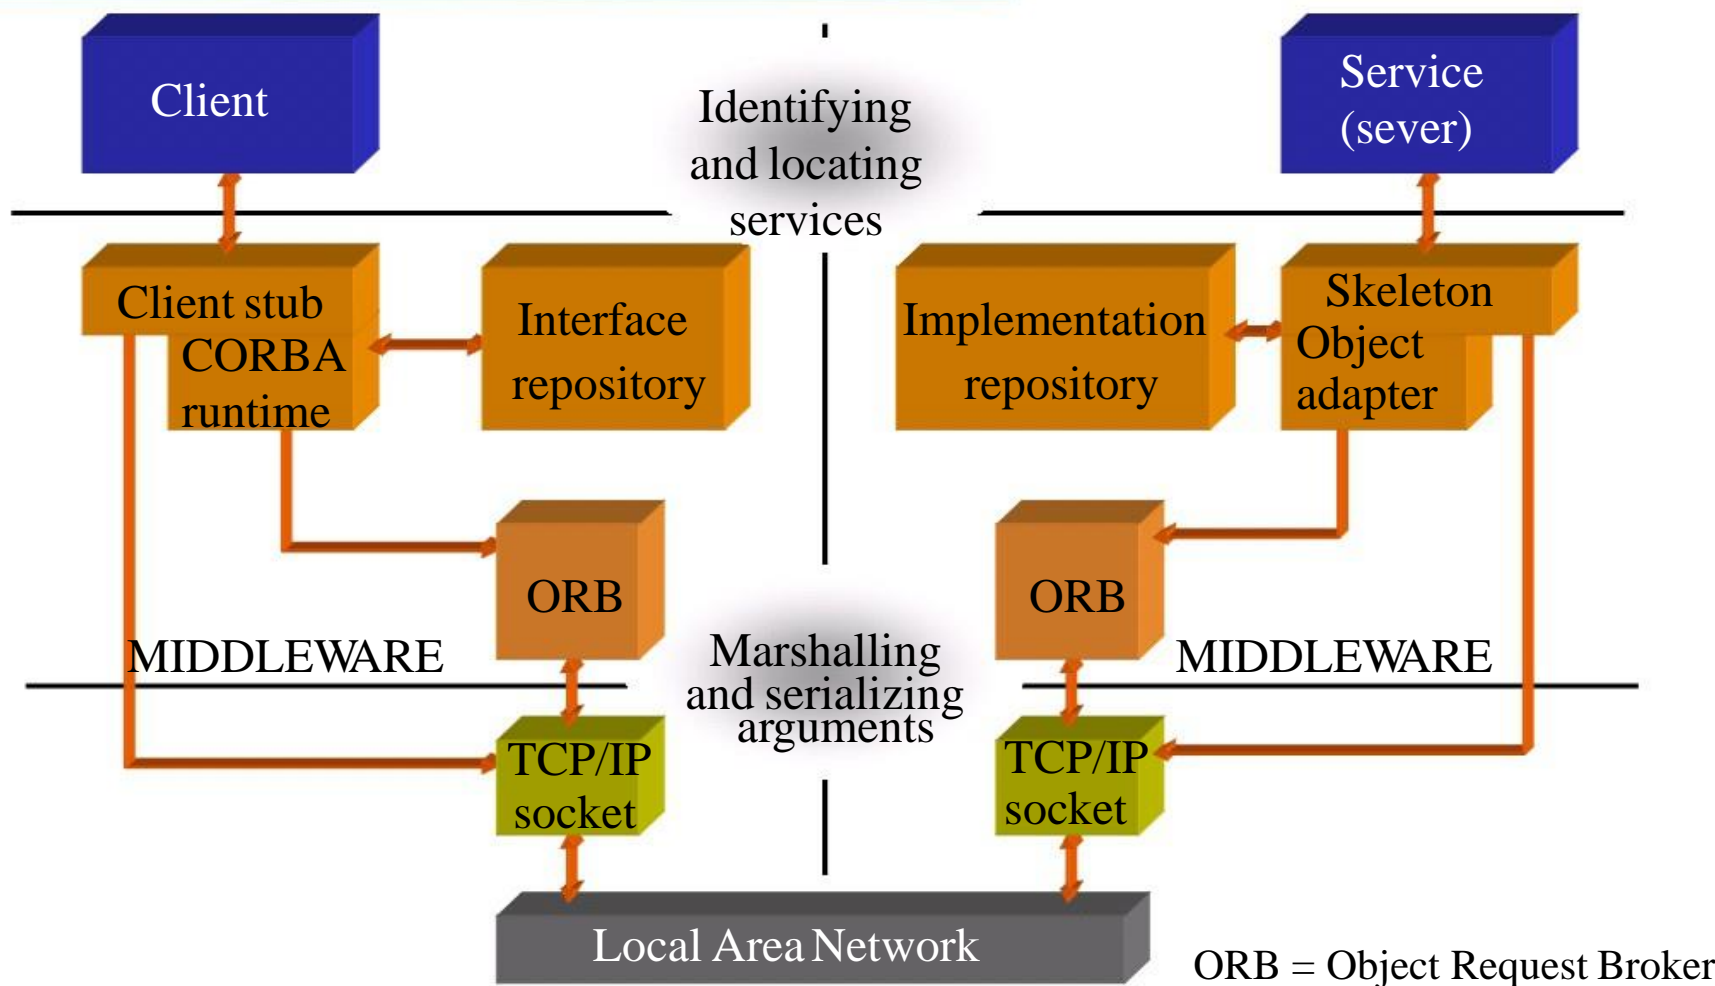 Client
Identifying
and locating
services
Service
(sever)
Client stub
CORBA
runtime
Interface
repository
Implementation
repository
Skeleton
Object
adapter
ORB
ORB
MIDDLEWARE
Marshalling
and serializing
arguments
MIDDLEWARE
TCP/IP
socket
TCP/IP
socket
Local Area Network
ORB = Object Request Broker